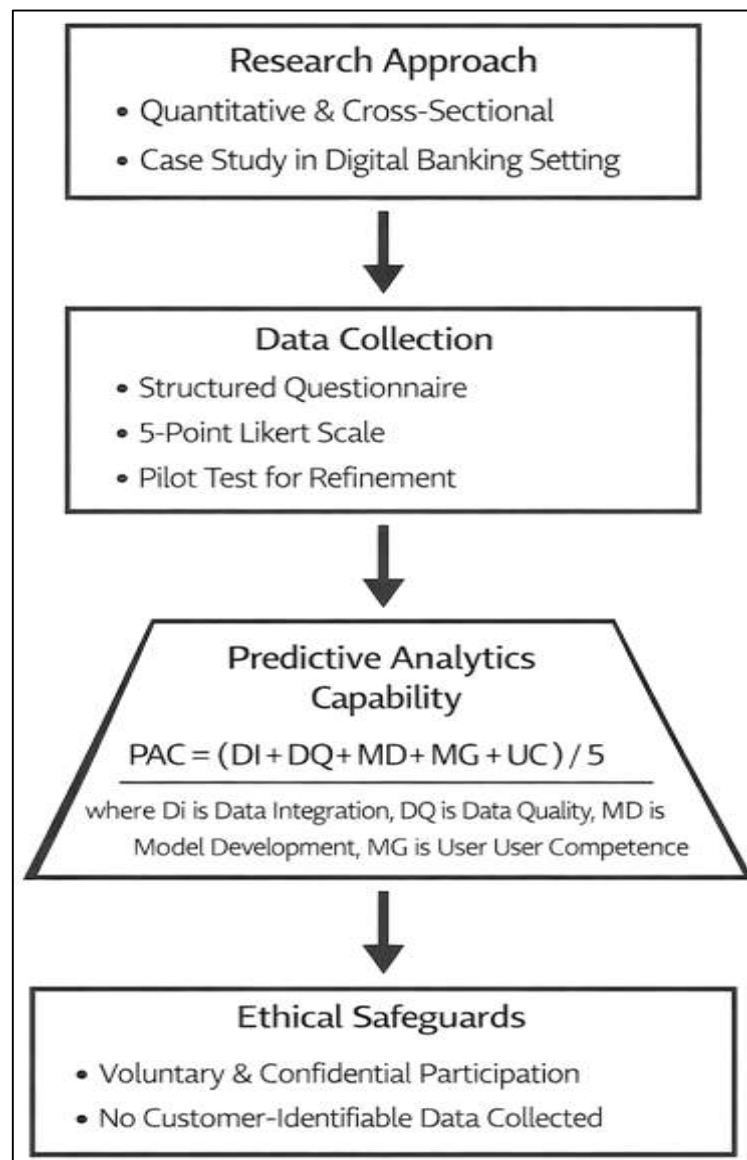 Research Approach
• Quantitative & Cross-Sectional
• Case Study in Digital Banking Setting
Data Collection
• Structured Questionnaire
• 5-Point Likert Scale
• Pilot Test for Refinement
Predictive Analytics
Capability
PAC = (DI + DQ + MD + MG + UC) / 5
where Di is Data Integration, DQ is Data Quality, MD is
Model Development, MG is User User Competence
Ethical Safeguards
• Voluntary & Confidential Participation
• No Customer-Identifiable Data Collected